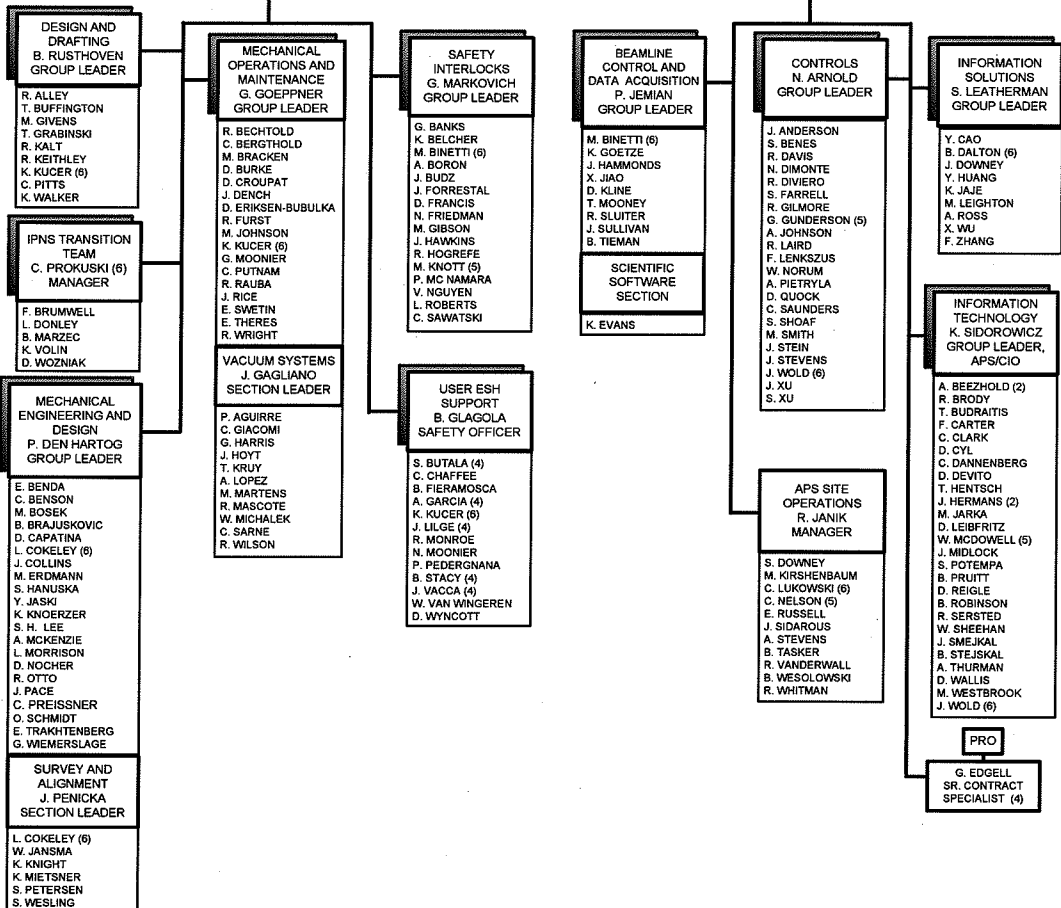 DESIGN AND
DRAFTING
B. RUSTHOVEN
GROUP LEADER
R. ALLEY
T. BUFFINGTON
M. GIVENS
T. GRABINSKI
R. KALT
R. KEITHLEY
K. KUCER (6)
C. PITTS
K. WALKER
IPNS TRANSITION
TEAM
C. PROKUSKI (6)
MANAGER
F. BRUMWELL
L. DONLEY
B. MARZEC
K. VOLIN
D. WOZNIAK
MECHANICAL
ENGINEERING AND
DESIGN
P. DEN HARTOG
GROUP LEADER
E. BENDA
C. BENSON
M. BOSEK
B. BRAJUSKOVIC
D. CAPATINA
L. COKELEY (6)
J. COLLINS
M. ERDMANN
S. HANUSKA
Y. JASKI
K. KNOERZER
S. H. LEE
A. MCKENZIE
L. MORRISON
D. NOCHER
R. OTTO
J. PACE
C. PREISSNER
O. SCHMIDT
E. TRAKHTENBERG
G. WIEMERSLAGE
SURVEY AND
ALIGNMENT
J. PENICKA
SECTION LEADER
L. COKELEY (6)
W. JANSMA
K. KNIGHT
K. MIETSNER
S. PETERSEN
S. WESLING
MECHANICAL
OPERATIONS AND
MAINTENANCE
G. GOEPPNER
GROUP LEADER
R. BECHTOLD
C. BERGTHOLD
M. BRACKEN
D. BURKE
D. CROUPAT
J. DENCH
D. ERIKSEN-BUBULKA
R. FURST
M. JOHNSON
K. KUCER (6)
G. MOONIER
C. PUTNAM
R. RAUBA
J. RICE
E. SWETIN
E. THERES
R. WRIGHT
VACUUM SYSTEMS
J. GAGLIANO
SECTION LEADER
P. AGUIRRE
C. GIACOMI
G. HARRIS
J. HOYT
T. KRUY
A. LOPEZ
M. MARTENS
R. MASCOTE
W. MICHALEK
C. SARNE
R. WILSON
SAFETY
INTERLOCKS
G. MARKOVICH
GROUP LEADER
G. BANKS
K. BELCHER
M. BINETTI (6)
A. BORON
J. BUDZ
J. FORRESTAL
D. FRANCIS
N. FRIEDMAN
M. GIBSON
J. HAWKINS
R. HOGREFE
M. KNOTT (5)
P. MC NAMARA
V. NGUYEN
L. ROBERTS
C. SAWATSKI
USER ESH
SUPPORT
B. GLAGOLA
SAFETY OFFICER
S. BUTALA (4)
C. CHAFFEE
B. FIERAMOSCA
A. GARCIA (4)
K. KUCER (6)
J. LILGE (4)
R. MONROE
N. MOONIER
P. PEDERGNANA
B. STACY (4)
J. VACCA (4)
W. VAN WINGEREN
D. WYNCOTT
BEAMLINE
CONTROL AND
DATA ACQUISITION
P. JEMIAN
GROUP LEADER
M. BINETTI (6)
K. GOETZE
J. HAMMONDS
X. JIAO
D. KLINE
T. MOONEY
R. SLUITER
J. SULLIVAN
B. TIEMAN
SCIENTIFIC
SOFTWARE
SECTION
K. EVANS
CONTROLS
N. ARNOLD
GROUP LEADER
J. ANDERSON
S. BENES
R. DAVIS
N. DIMONTE
R. DIVIERO
S. FARRELL
R. GILMORE
G. GUNDERSON (5)
A. JOHNSON
R. LAIRD
F. LENKSZUS
W. NORUM
A. PIETRYLA
D. QUOCK
C. SAUNDERS
S. SHOAF
M. SMITH
J. STEIN
J. STEVENS
J. WOLD (6)
J. XU
S. XU
APS SITE
OPERATIONS
R. JANIK
MANAGER
S. DOWNEY
M. KIRSHENBAUM
C. LUKOWSKI (6)
C. NELSON (5)
E. RUSSELL
J. SIDAROUS
A. STEVENS
B. TASKER
R. VANDERWALL
B. WESOLOWSKI
R. WHITMAN
INFORMATION
SOLUTIONS
S. LEATHERMAN
GROUP LEADER
Y. CAO
B. DALTON (6)
J. DOWNEY
Y. HUANG
K. JAJE
M. LEIGHTON
A. ROSS
X. WU
F. ZHANG
INFORMATION
TECHNOLOGY
K. SIDOROWICZ
GROUP LEADER,
APS/CIO
A. BEEZHOLD (2)
R. BRODY
T. BUDRAITIS
F. CARTER
C. CLARK
D. CYL
C. DANNENBERG
D. DEVITO
T. HENTSCH
J. HERMANS (2)
M. JARKA
D. LEIBFRITZ
W. MCDOWELL (5)
J. MIDLOCK
S. POTEMPA
B. PRUITT
D. REIGLE
B. ROBINSON
R. SERSTED
W. SHEEHAN
J. SMEJKAL
B. STEJSKAL
A. THURMAN
D. WALLIS
M. WESTBROOK
J. WOLD (6)
PRO
G. EDGELL
SR. CONTRACT
SPECIALIST (4)